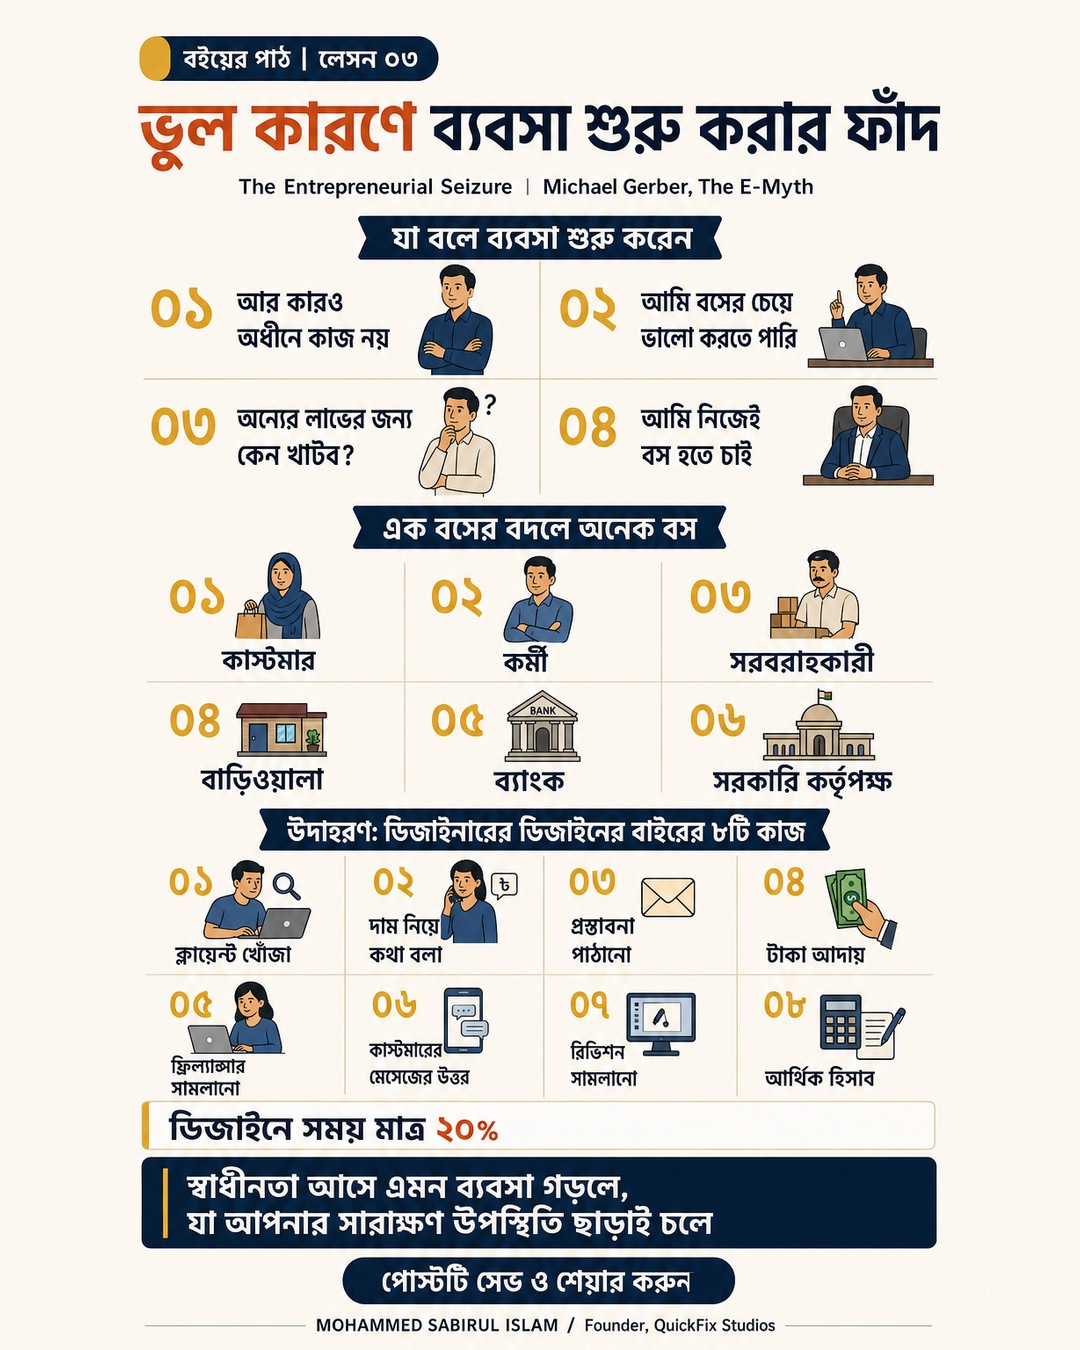 বইয়ের পাঠ | লেসন ০৩
ভুল কারণে ব্যবসা শুরু করার ফাঁদ
The Entrepreneurial Seizure | Michael Gerber, The E-Myth
যা বলে ব্যবসা শুরু করেন
০১ আর কারও
অধীনে কাজ নয়
০২ আমি বসের চেয়ে
ভালো করতে পারি
০৩ অন্যের লাভের জন্য
কেন খাটব?
?
০৪ আমি নিজেই
বস হতে চাই
এক বসের বদলে অনেক বস
০১
কাস্টমার
০২
কর্মী
০৩
সরবরাহকারী
০৪
বাড়িওয়ালা
০৫
BANK
ব্যাংক
০৬
সরকারি কর্তৃপক্ষ
উদাহরণ: ডিজাইনারের ডিজাইনের বাইরের ৮টি কাজ
০১
ক্লায়েন্ট খোঁজা
০২
৳
দাম নিয়ে
কথা বলা
০৩
প্রস্তাবনা
পাঠানো
০৪
$
টাকা আদায়
০৫
ফ্রিল্যান্সার
সামলানো
০৬
কাস্টমারের
মেসেজের উত্তর
০৭
রিভিশন
সামলানো
০৮
আর্থিক হিসাব
ডিজাইনে সময় মাত্র ২০%
স্বাধীনতা আসে এমন ব্যবসা গড়লে,
যা আপনার সারাক্ষণ উপস্থিতি ছাড়াই চলে
পোস্টটি সেভ ও শেয়ার করুন
MOHAMMED SABIRUL ISLAM / Founder, QuickFix Studios